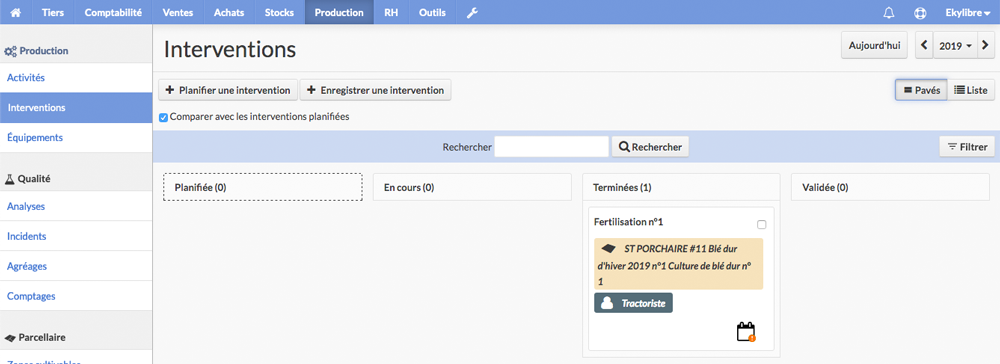 Tiers Comptabilité Ventes Achats Stocks Production RH Outils Ekylibre
Production
Activités
Interventions
Équipements
Qualité
Analyses
Incidents
Agréages
Comptages
Parcellaire
Zones cultivables
Interventions
Aujourd'hui 2019
Planifier une intervention Enregistrer une intervention
Pavés Liste
Comparer avec les interventions planifiées
Rechercher Rechercher Filtrer
Planifiée (0) En cours (0) Terminées (1) Validée (0)
Fertilisation n°1
ST PORCHAIRE #11 Blé dur
d'hiver 2019 n°1 Culture de blé dur n°
1
Tractoriste